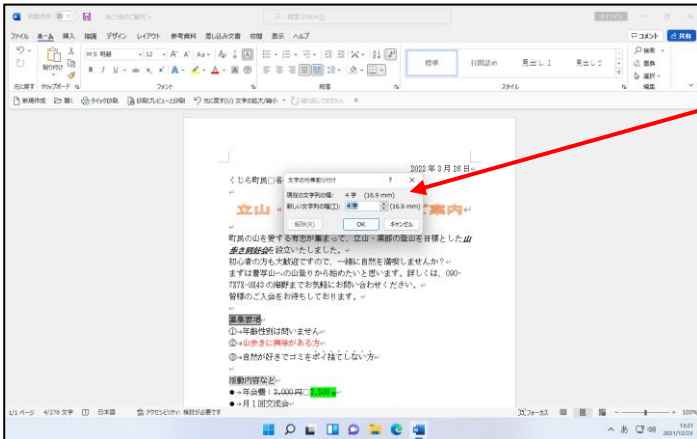 ファイル ホーム 挿入 描画 デザイン レイアウト 参考資料 差し込み文書 校閲 表示 ヘルプ
コメント 共有
MS 明朝 12
貼り付け
標準 行間詰め 見出し 1 見出し 2
検索
置換
選択
元に戻す クリップボード フォント 段落 スタイル 編集
新規作成 開く クイック印刷 印刷プレビューと印刷 元に戻す(U) 文字の拡大/縮小
2022 年 3 月 26 日
くじら町民□各
文字の均等割り付け ? ×
現在の文字列の幅: 4 字 (16.9 mm)
新しい文字列の幅(T): 4 字 (16.9 mm)
解除(R) OK キャンセル
立山・ 案内
町民の山を愛する有志が集まって、立山・黒部の登山を目標とした山
歩き同好会を設立いたしました。
初心者の方も大歓迎ですので、一緒に自然を満喫しませんか?
まずは書写山への山登りから始めたいと思います。詳しくは、090-
7X7X-9X43 の海野までお気軽にお問い合わせください。
皆様のご入会をお待ちしております。
募集要項
①→年齢性別は問いません
②→山歩きに興味がある方
③→自然が好きでゴミをポイ捨てしない方
活動内容など
●→年会費:3,000 円□2,500
●→月 1 回交流会
1/1 ページ 4/276 文字 日本語 アクセシビリティ: 検討が必要です フォーカス 100%
13:21
2021/12/23